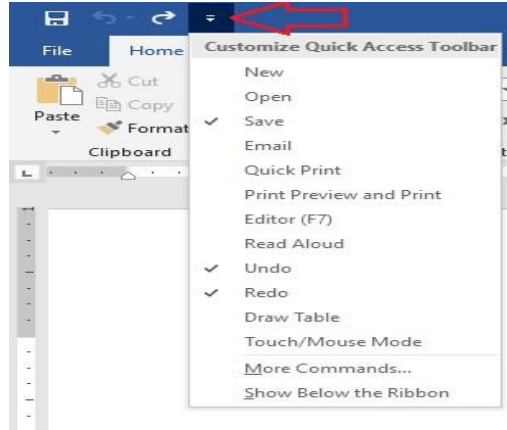 File Home
Customize Quick Access Toolbar
New
Open
Save
Email
Quick Print
Print Preview and Print
Editor (F7)
Read Aloud
Undo
Redo
Draw Table
Touch/Mouse Mode
More Commands...
Show Below the Ribbon
Cut
Copy
Paste
Format
Clipboard